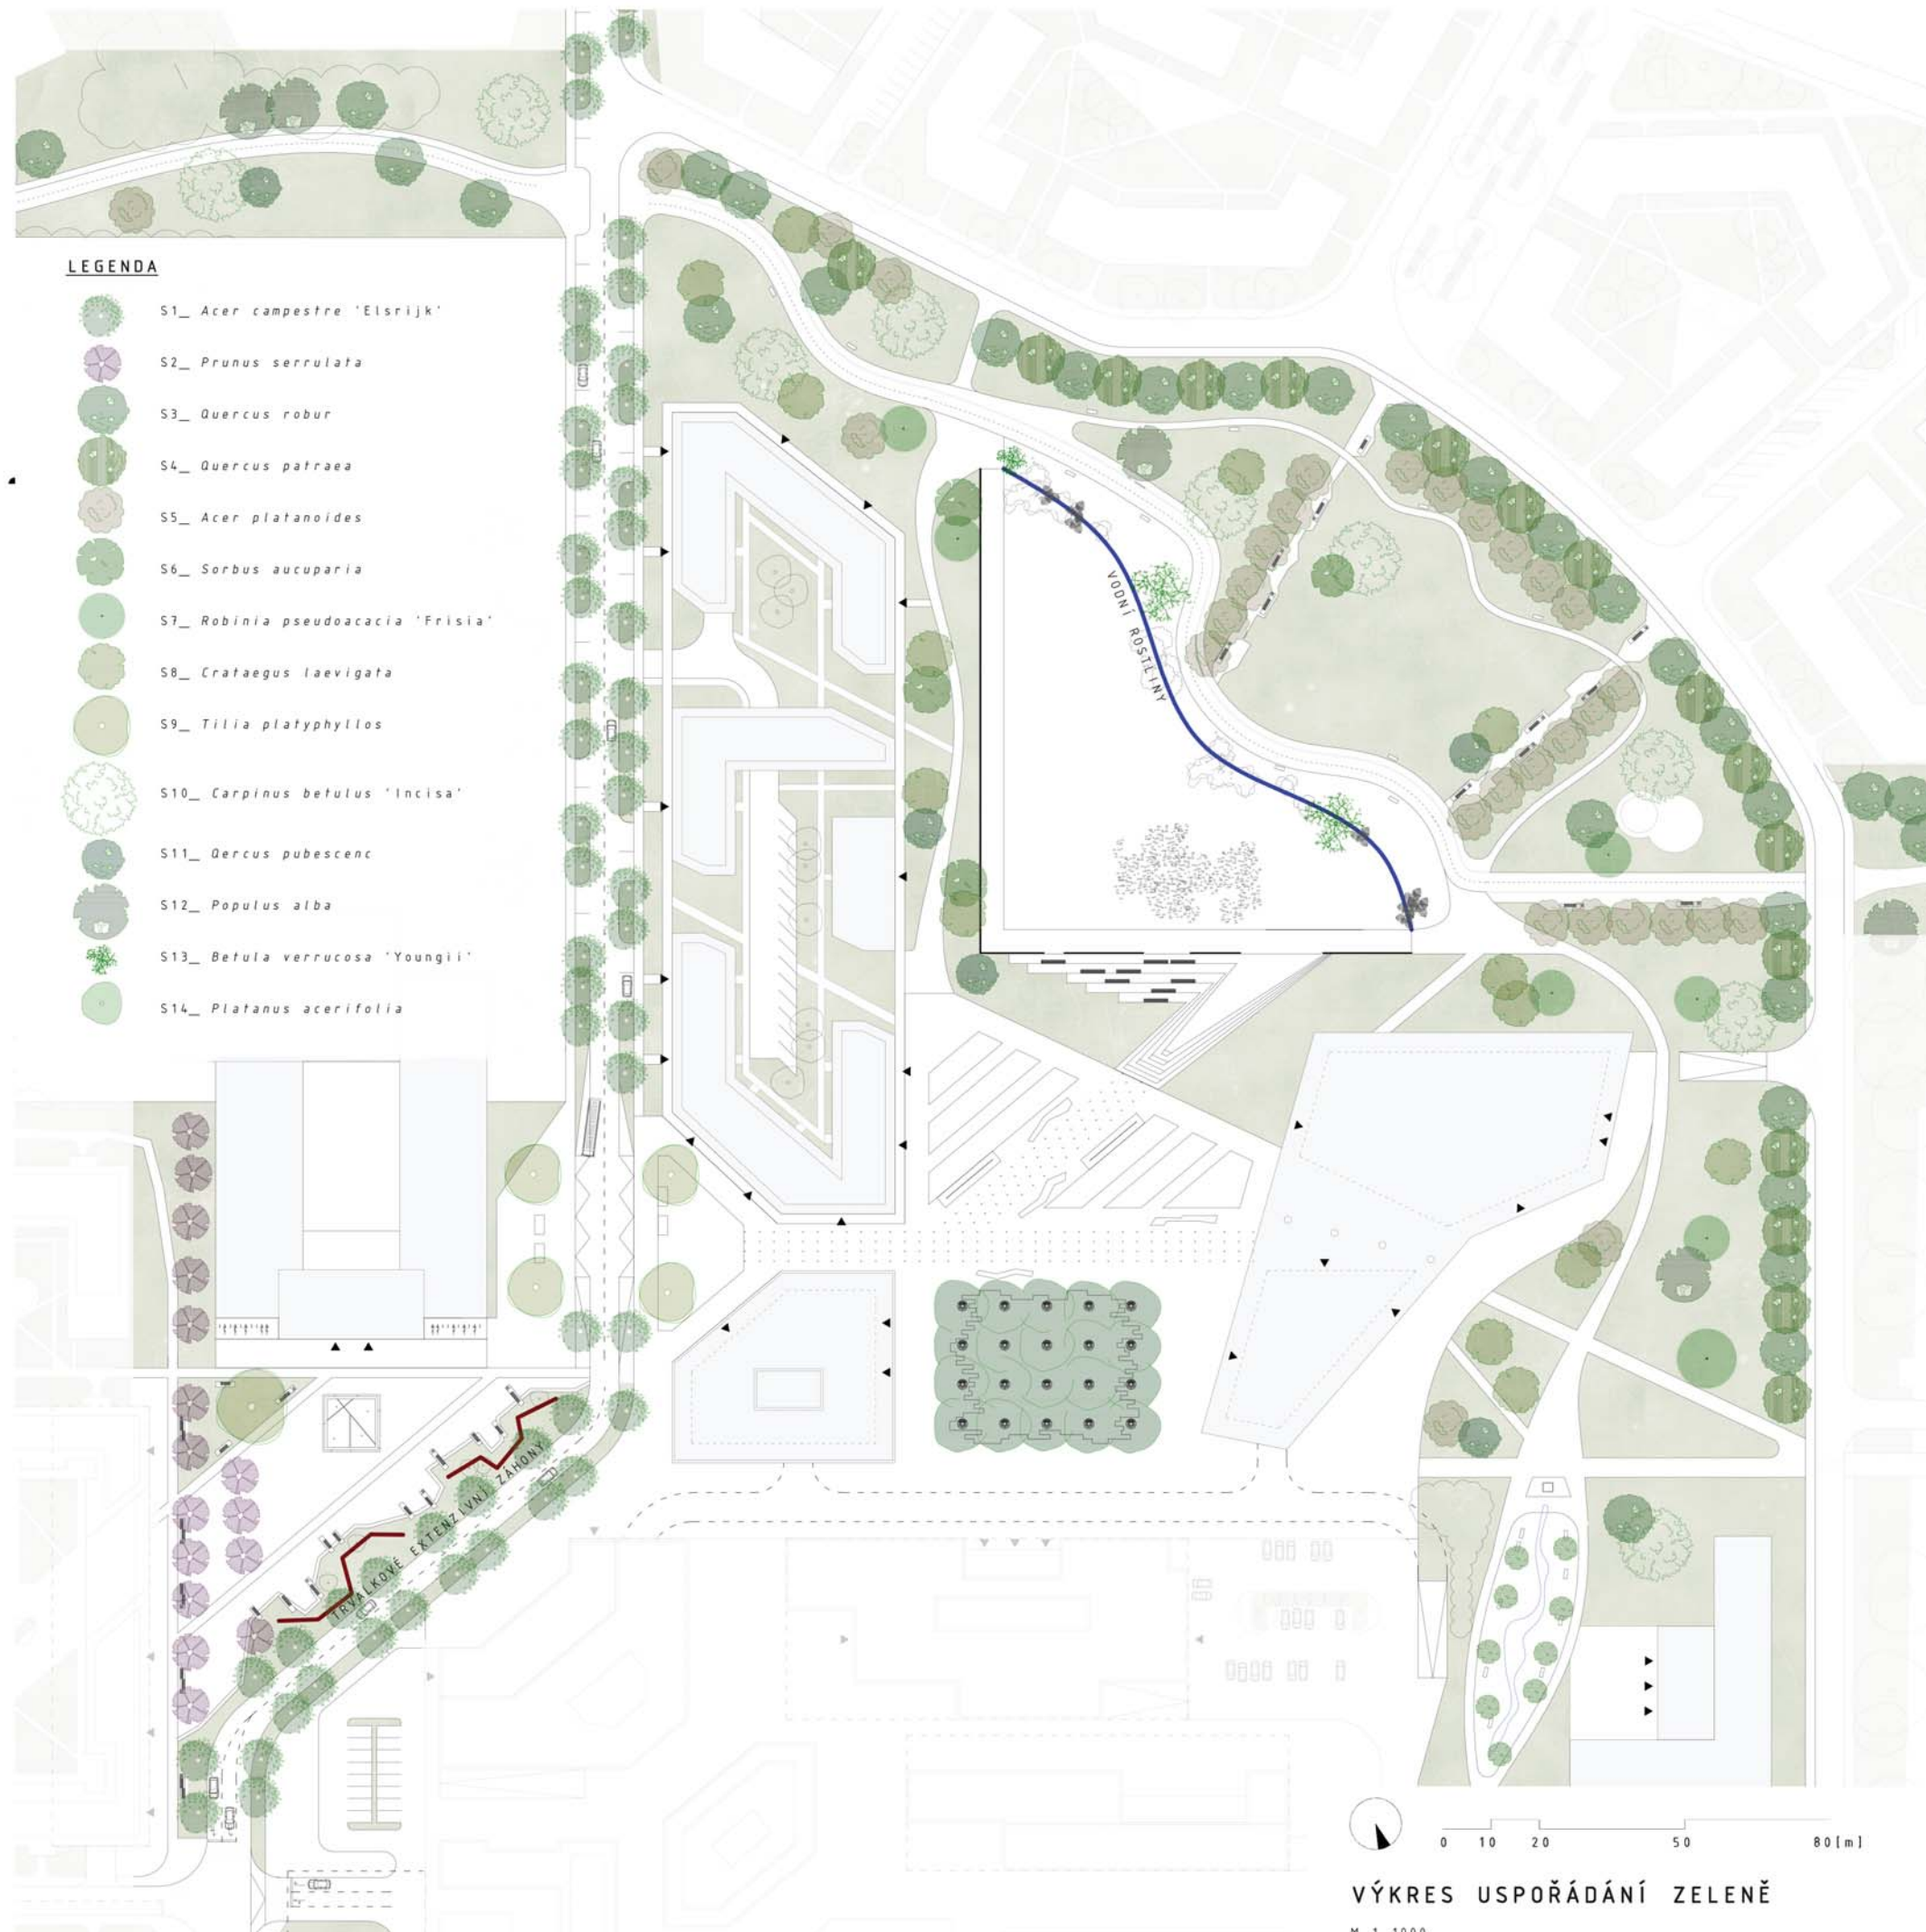 LEGENDA
S1_ Acer campestre 'Elsrijk'
S2_ Prunus serrulata
S3_ Quercus robur
S4_ Quercus patraea
S5_ Acer platanoides
S6_ Sorbus aucuparia
S7_ Robinia pseudoacacia 'Frisia'
S8_ Crataegus laevigata
S9_ Tilia platyphyllos
S10_ Carpinus betulus 'Incisa'
S11_ Qercus pubescenc
S12_ Populus alba
S13_ Betula verrucosa 'Youngii'
S14_ Platanus acerifolia
VODNÍ ROSTLINY
TRVALKOVÉ EXTENZIVNÍ ZÁHONY
0 10 20 50 80[m]
VÝKRES USPOŘÁDÁNÍ ZELENĚ